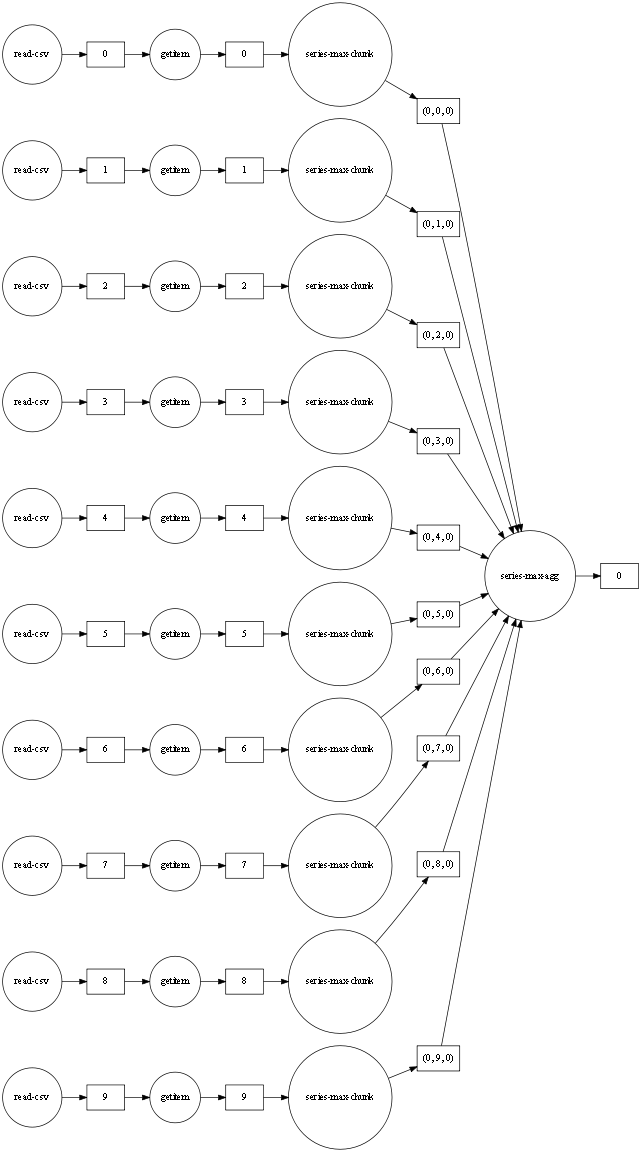 read-csv 0 getitem 0 series-max-chunk
(0, 0, 0)
read-csv 1 getitem 1 series-max-chunk
(0, 1, 0)
read-csv 2 getitem 2 series-max-chunk
(0, 2, 0)
read-csv 3 getitem 3 series-max-chunk
(0, 3, 0)
read-csv 4 getitem 4 series-max-chunk
(0, 4, 0)
series-max-agg 0
(0, 5, 0)
read-csv 5 getitem 5 series-max-chunk
(0, 6, 0)
read-csv 6 getitem 6 series-max-chunk
(0, 7, 0)
read-csv 7 getitem 7 series-max-chunk
(0, 8, 0)
read-csv 8 getitem 8 series-max-chunk
(0, 9, 0)
read-csv 9 getitem 9 series-max-chunk